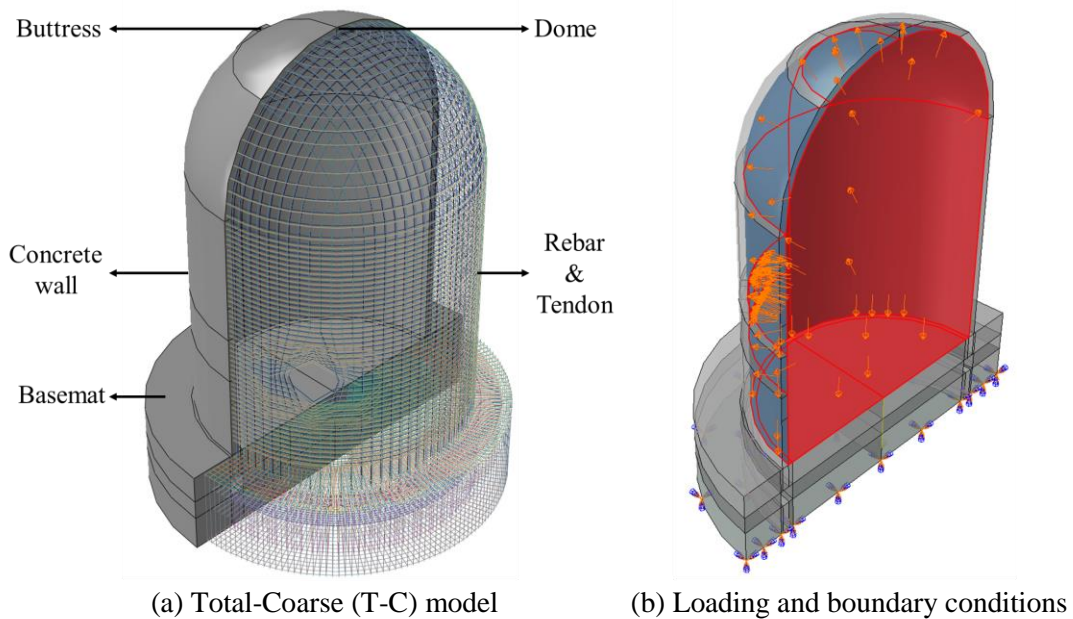 Buttress
Dome
Concrete
wall
Rebar
&
Tendon
Basemat
(a) Total-Coarse (T-C) model
(b) Loading and boundary conditions